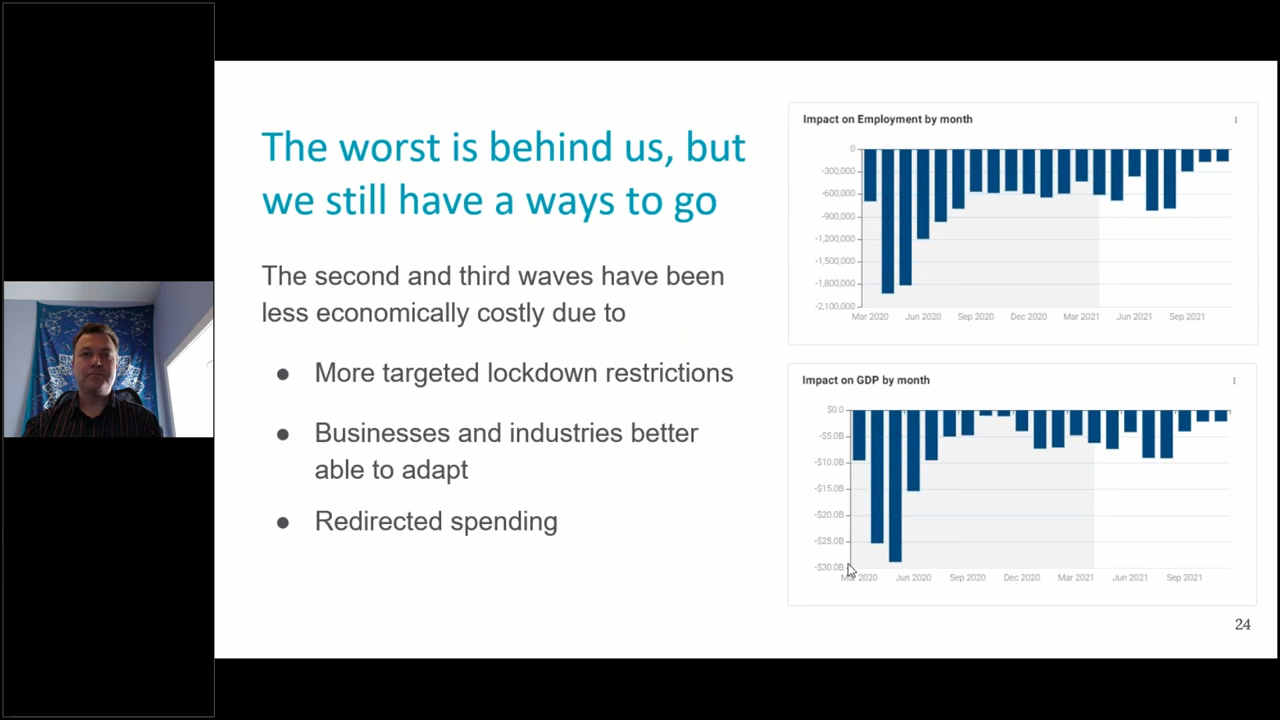 The worst is behind us, but
we still have a ways to go
The second and third waves have been
less economically costly due to
● More targeted lockdown restrictions
● Businesses and industries better
able to adapt
● Redirected spending
Impact on Employment by month
0
-300,000
-600,000
-900,000
-1,200,000
-1,500,000
-1,800,000
-2,100,000
Mar 2020 Jun 2020 Sep 2020 Dec 2020 Mar 2021 Jun 2021 Sep 2021
Impact on GDP by month
$0.0
-$5.0B
-$10.0B
-$15.0B
-$20.0B
-$25.0B
-$30.0B
Mar 2020 Jun 2020 Sep 2020 Dec 2020 Mar 2021 Jun 2021 Sep 2021
24